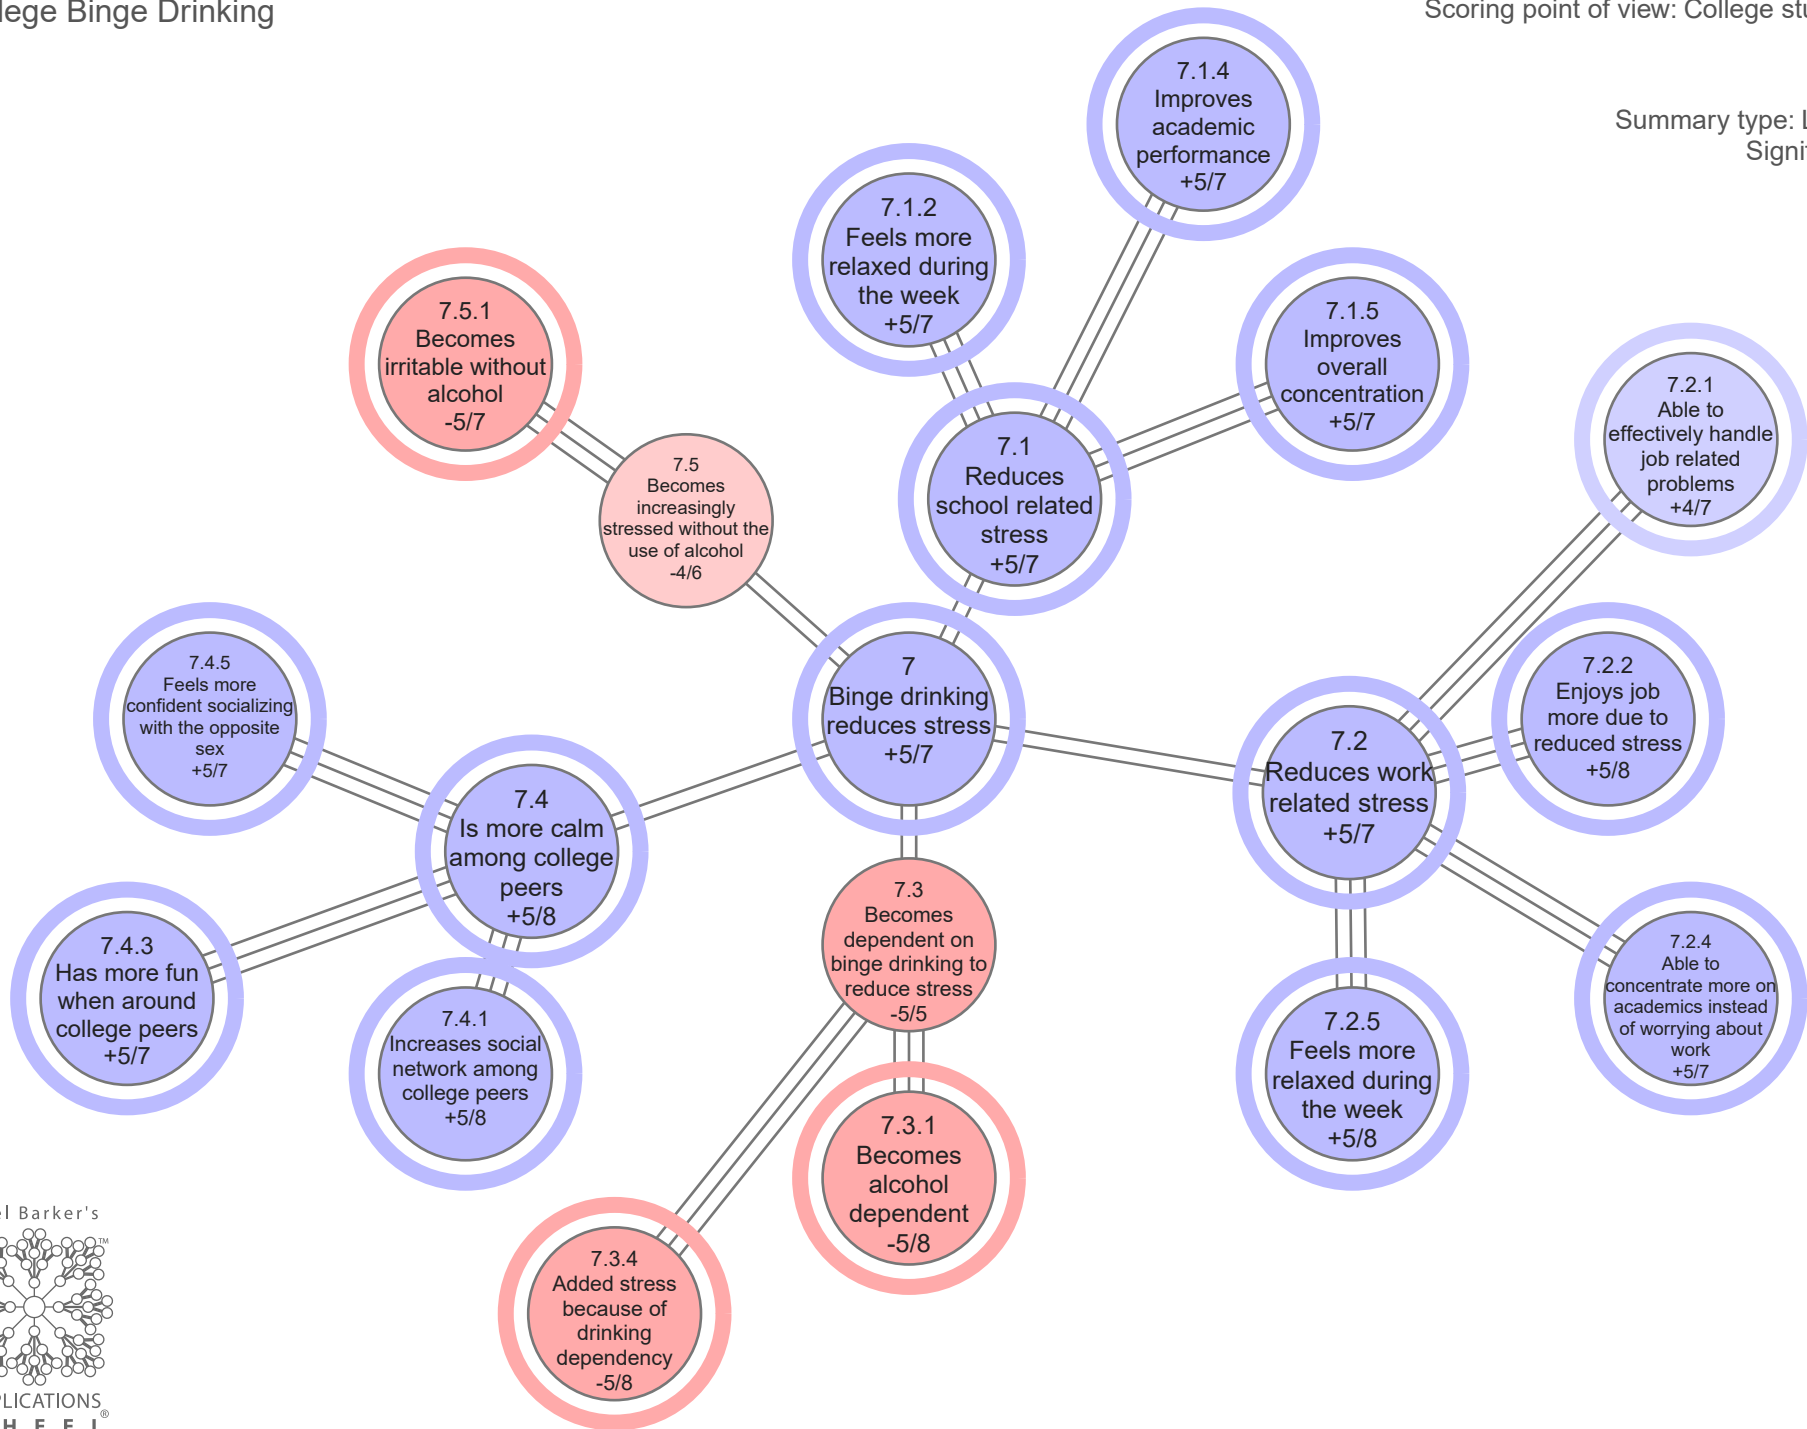 lege Binge Drinking
Scoring point of view: College stu
Summary type: L
Signif
7.1.4
Improves
academic
performance
+5/7
7.1.2
Feels more
relaxed during
the week
+5/7
7.5.1
Becomes
irritable without
alcohol
-5/7
7.1.5
Improves
overall
concentration
+5/7
7.2.1
Able to
effectively handle
job related
problems
+4/7
7.1
Reduces
school related
stress
+5/7
7.5
Becomes
increasingly
stressed without the
use of alcohol
-4/6
7.4.5
Feels more
confident socializing
with the opposite
sex
+5/7
7
Binge drinking
reduces stress
+5/7
7.2.2
Enjoys job
more due to
reduced stress
+5/8
7.2
Reduces work
related stress
+5/7
7.4
Is more calm
among college
peers
+5/8
7.3
Becomes
dependent on
binge drinking to
reduce stress
-5/5
7.4.3
Has more fun
when around
college peers
+5/7
7.2.4
Able to
concentrate more on
academics instead
of worrying about
work
+5/7
7.4.1
Increases social
network among
college peers
+5/8
7.2.5
Feels more
relaxed during
the week
+5/8
7.3.1
Becomes
alcohol
dependent
-5/8
7.3.4
Added stress
because of
drinking
dependency
-5/8
el Barker's
™
PLICATIONS
H E E L®